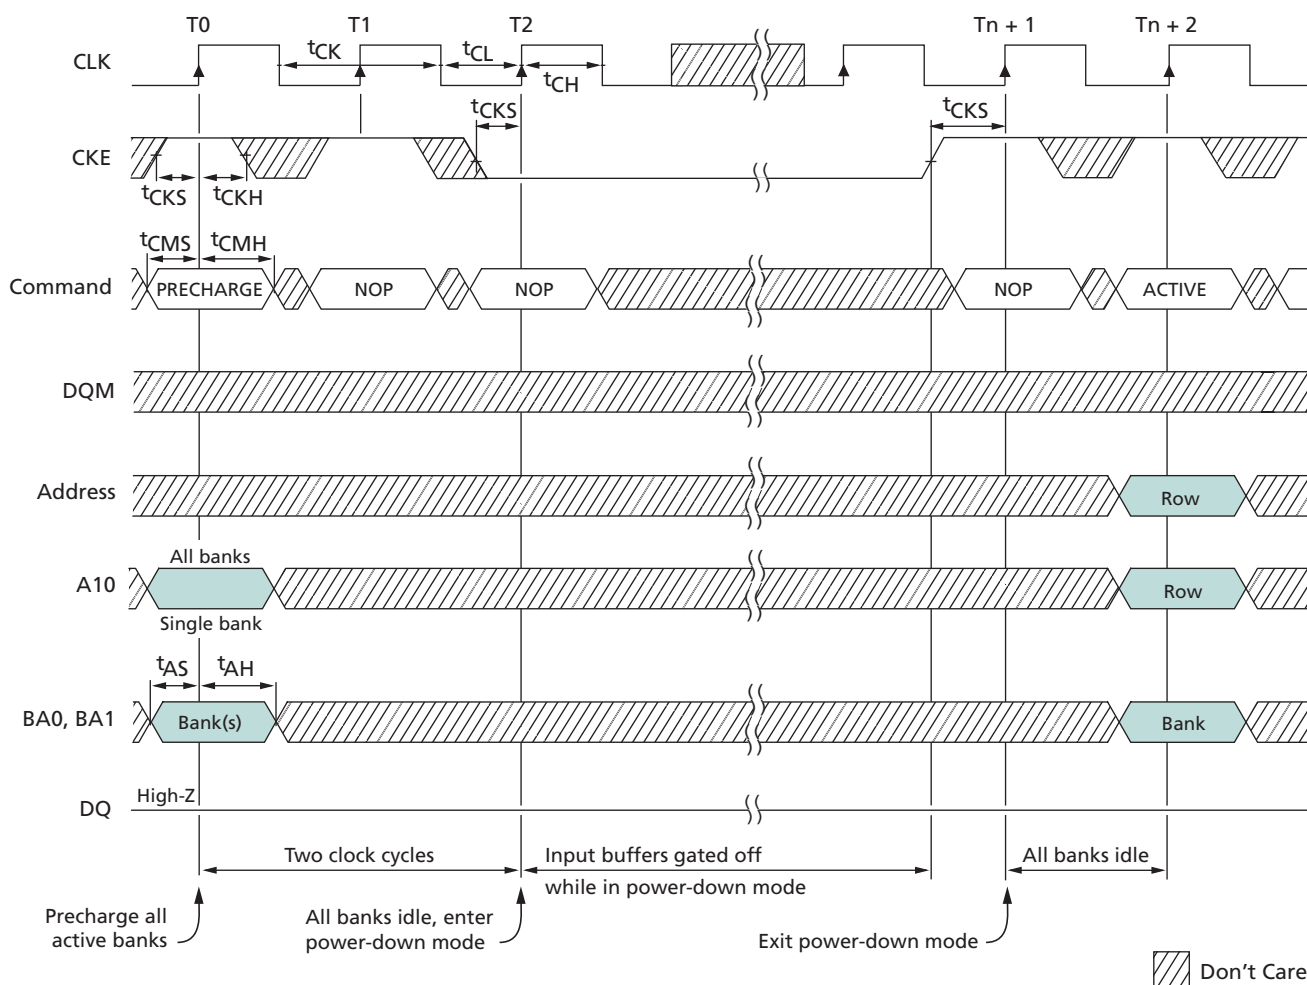 T0 T1 T2 Tn + 1 Tn + 2
CLK
tCK tCL
tCH
tCKS tCKS
CKE
tCKS tCKH
tCMS tCMH
Command PRECHARGE NOP NOP NOP ACTIVE
DQM
Address Row
All banks
A10 Row
Single bank
tAS tAH
BA0, BA1 Bank(s) Bank
High-Z
DQ
Two clock cycles
Input buffers gated off
while in power-down mode
All banks idle
Precharge all
active banks
All banks idle, enter
power-down mode
Exit power-down mode
Don't Care